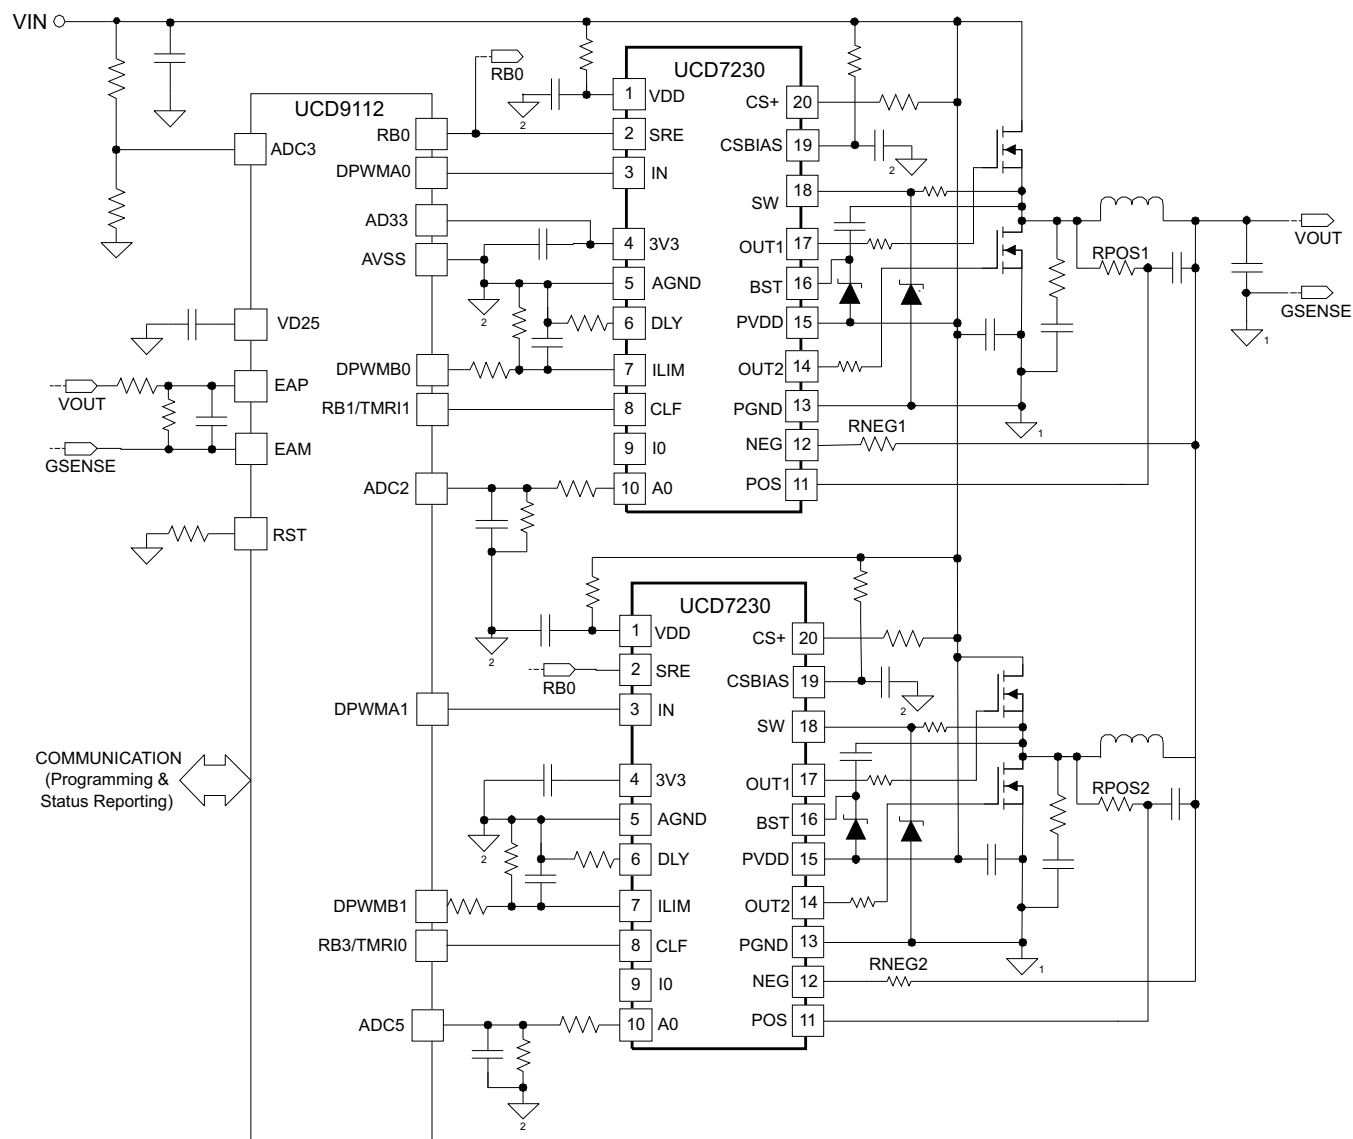 VIN
RB0
UCD9112
ADC3
RB0
DPWMA0
AD33
AVSS
VD25
DPWMB0
EAP
VOUT
RB1/TMRI1
EAM
GSENSE
ADC2
RST
DPWMA1
COMMUNICATION
(Programming &
Status Reporting)
DPWMB1
RB3/TMRI0
ADC5
UCD7230
1 VDD
2 SRE
3 IN
4 3V3
5 AGND
6 DLY
7 ILIM
8 CLF
9 I0
10 A0
CS+ 20
CSBIAS 19
SW 18
OUT1 17
BST 16
PVDD 15
OUT2 14
PGND 13
NEG 12
POS 11
2
2
2
1
RNEG1
RPOS1
VOUT
GSENSE
1
UCD7230
1 VDD
2 SRE
RB0
3 IN
4 3V3
5 AGND
6 DLY
7 ILIM
8 CLF
9 I0
10 A0
CS+ 20
CSBIAS 19
SW 18
OUT1 17
BST 16
PVDD 15
OUT2 14
PGND 13
NEG 12
POS 11
2
2
2
2
1
RNEG2
RPOS2